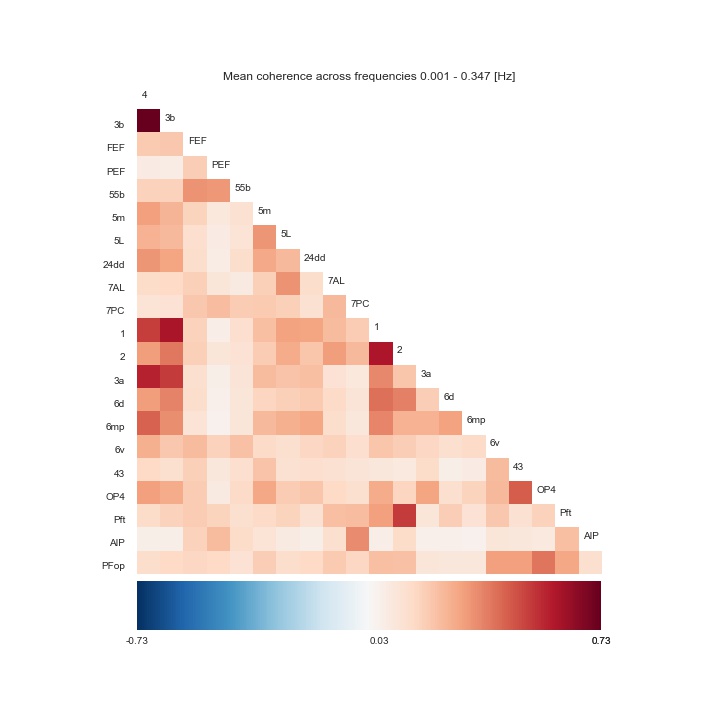 Mean coherence across frequencies 0.001 - 0.347 [Hz]
4
3b 3b
FEF FEF
PEF PEF
55b 55b
5m 5m
5L 5L
24dd 24dd
7AL 7AL
7PC 7PC
1 1
2 2
3a 3a
6d 6d
6mp 6mp
6v 6v
43 43
OP4 OP4
Pft Pft
AIP AIP
PFop
-0.73 0.03 0.73